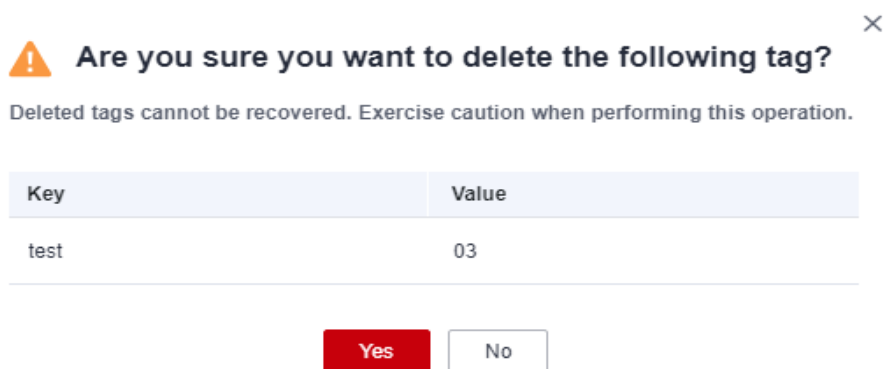 Are you sure you want to delete the following tag?
Deleted tags cannot be recovered. Exercise caution when performing this operation.
Key Value
test 03
Yes No